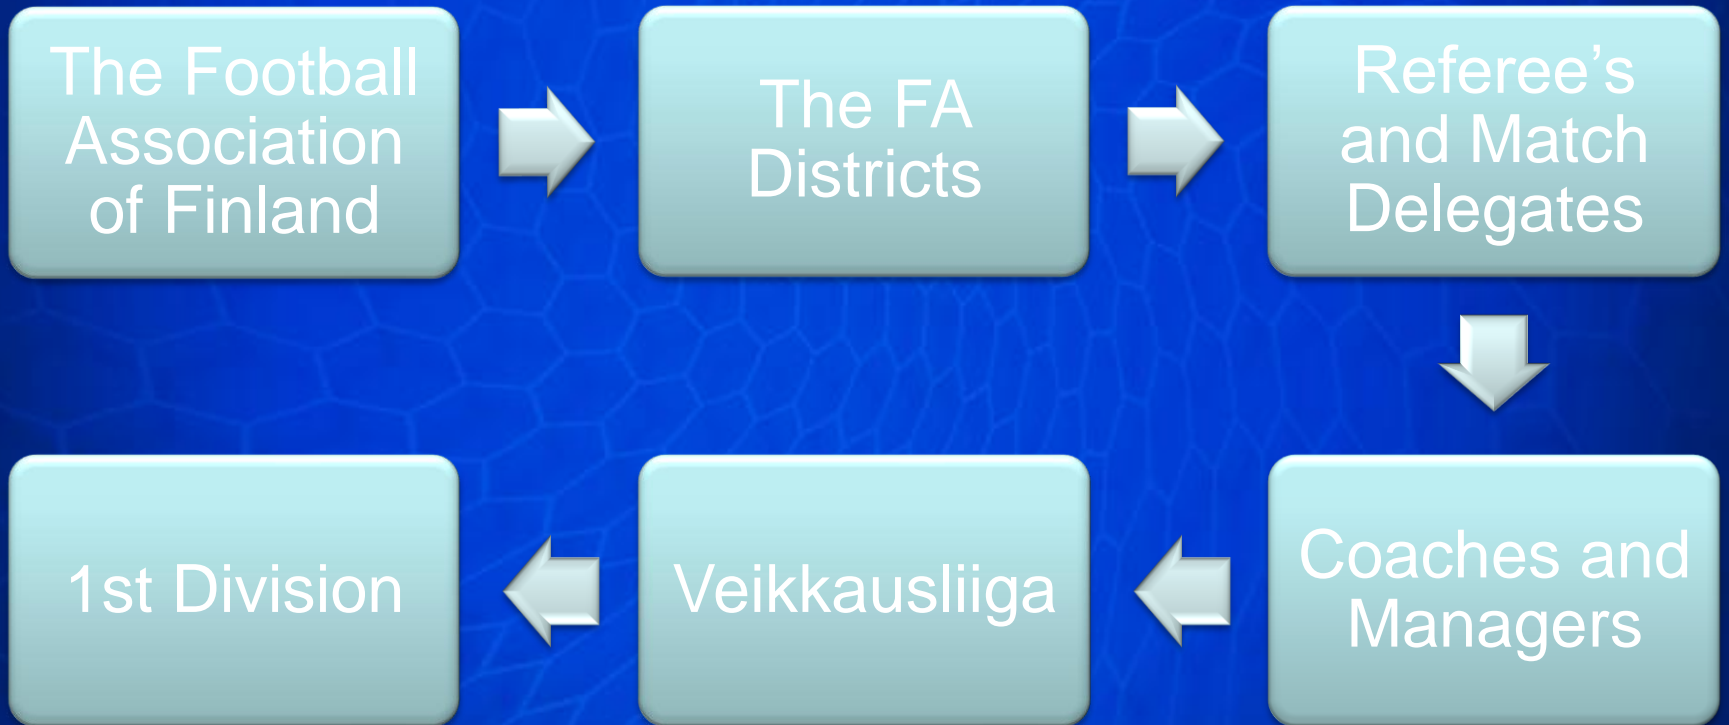 The Football
Association
of Finland
The FA
Districts
Referee’s
and Match
Delegates
Coaches and
Managers
Veikkausliiga
1st Division